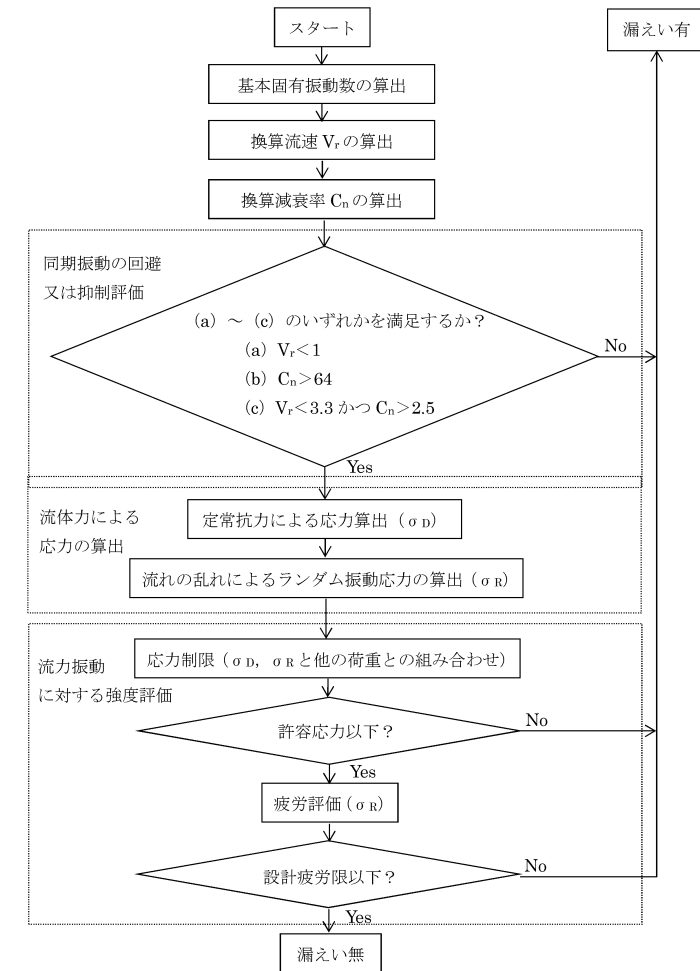 スタート
漏えい有
基本固有振動数の算出
換算流速 Vrの算出
換算減衰率 Cnの算出
同期振動の回避
又は抑制評価
(a) ~ (c) のいずれかを満足するか?
(a) Vr<1
(b) Cn>64
(c) Vr<3.3 かつ Cn>2.5
No
Yes
流体力による
応力の算出
定常抗力による応力算出 (σD)
流れの乱れによるランダム振動応力の算出 (σR)
流力振動
に対する強度評価
応力制限 (σD, σRと他の荷重との組み合わせ)
許容応力以下?
No
Yes
疲労評価 (σR)
設計疲労限以下?
No
Yes
漏えい無